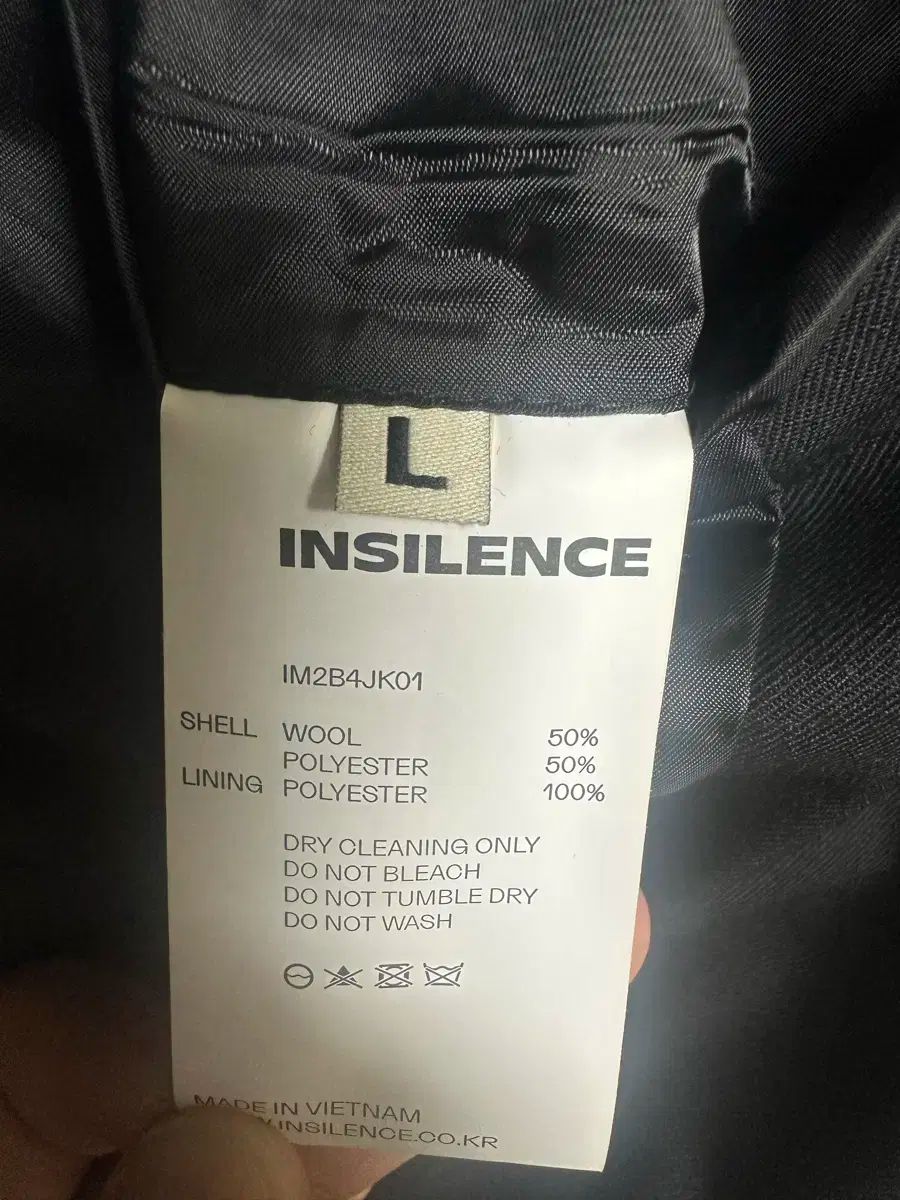 L
INSILENCE
IM2B4JK01
SHELL WOOL 50%
POLYESTER 50%
LINING POLYESTER 100%
DRY CLEANING ONLY
DO NOT BLEACH
DO NOT TUMBLE DRY
DO NOT WASH
MADE IN VIETNAM
INSILENCE.CO.KR